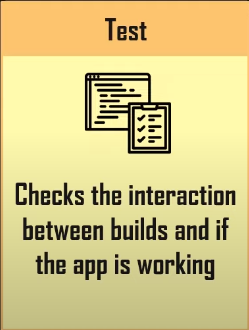 Test
Checks the interaction
between builds and if
the app is working